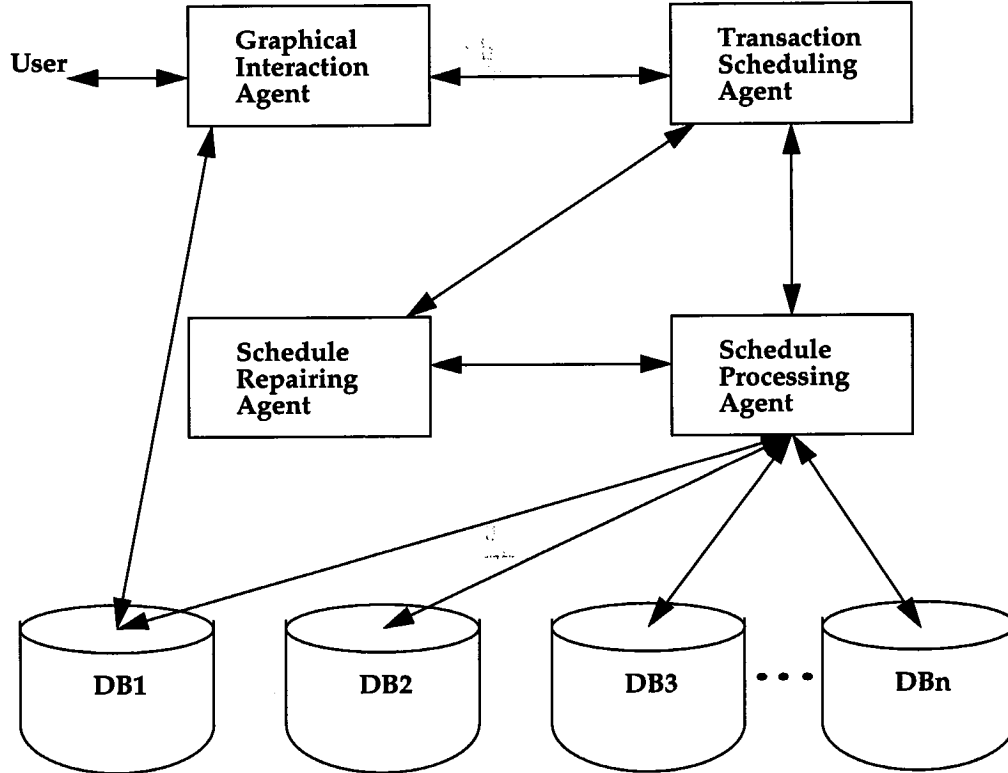 User
Graphical
Interaction
Agent
Transaction
Scheduling
Agent
Schedule
Repairing
Agent
Schedule
Processing
Agent
DB1
DB2
DB3
• • •
DBn